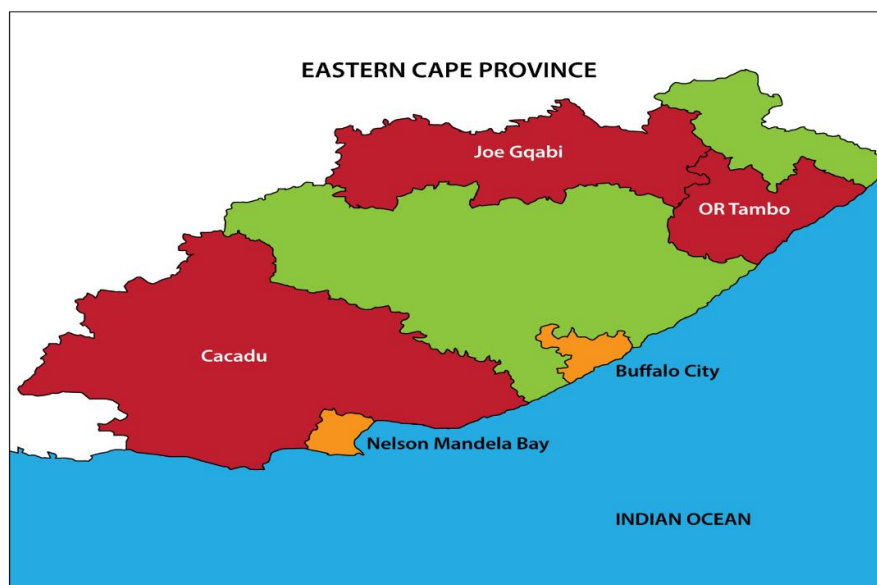 EASTERN CAPE PROVINCE
Joe Gqabi
OR Tambo
Cacadu
Buffalo City
Nelson Mandela Bay
INDIAN OCEAN